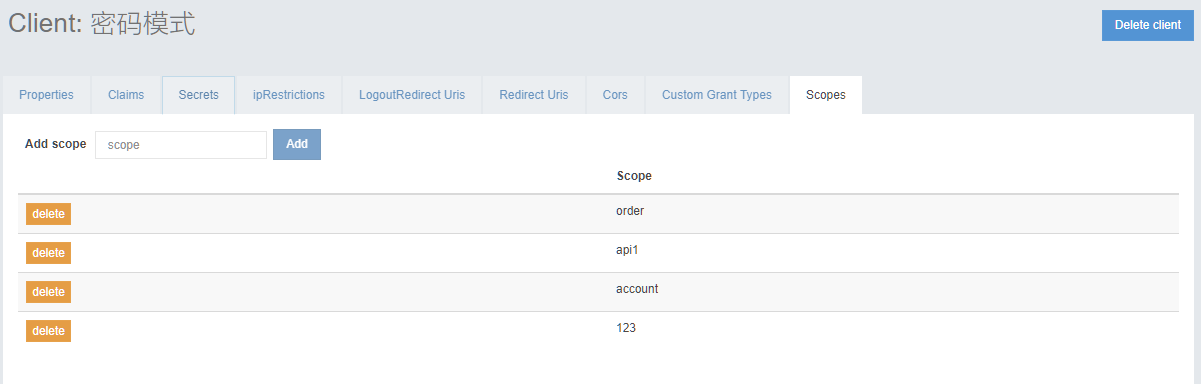 Client: 密码模式
Delete client
Properties Claims Secrets ipRestrictions LogoutRedirect Uris Redirect Uris Cors Custom Grant Types Scopes
Add scope scope Add
Scope
delete order
delete api1
delete account
delete 123